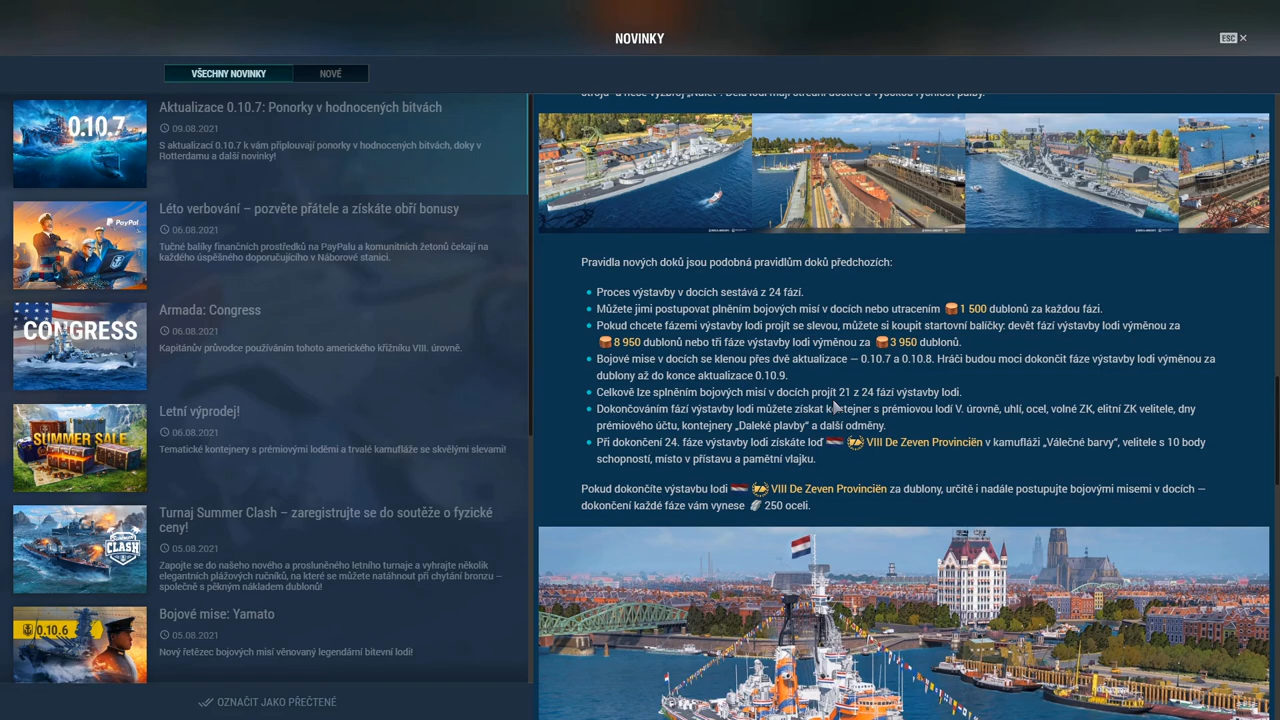 NOVINKY
ESC ×
VŠECHNY NOVINKY
NOVÉ
0.10.7
Aktualizace 0.10.7: Ponorky v hodnocených bitvách
09.08.2021
S aktualizací 0.10.7 k vám připlouvají ponorky v hodnocených bitvách, doky v
Rotterdamu a další novinky!
PayPal
Léto verbování – pozvěte přátele a získáte obří bonusy
06.08.2021
Tučné balíky finančních prostředků na PayPalu a komunitních žetonů čekají na
každého úspěšného doporučujícího v Náborové stanici.
CONGRESS
Armada: Congress
06.08.2021
Kapitánův průvodce používáním tohoto amerického křižníku VIII. úrovně.
SUMMER SALE
Letní výprodej!
06.08.2021
Tematické kontejnery s prémiovými loděmi a trvalé kamufláže se skvělými slevami!
SUMMER
CLASH
Turnaj Summer Clash – zaregistrujte se do soutěže o fyzické
ceny!
05.08.2021
Zapojte se do našeho nového a prosluněného letního turnaje a vyhrajte několik
elegantních plážových ručníků, na které se můžete natáhnout při chytání bronzu –
společně s pěkným nákladem dublonů!
0.10.6
Bojové mise: Yamato
05.08.2021
Nový řetězec bojových misí věnovaný legendární bitevní lodi!
OZNAČIT JAKO PŘEČTENÉ
Pravidla nových doků jsou podobná pravidlům doků předchozích:
Proces výstavby v docích sestává z 24 fází.
Můžete jimi postupovat plněním bojových misí v docích nebo utracením 1 500 dublonů za každou fázi.
Pokud chcete fázemi výstavby lodi projít se slevou, můžete si koupit startovní balíčky: devět fází výstavby lodi výměnou za
8 950 dublonů nebo tři fáze výstavby lodi výměnou za 3 950 dublonů.
Bojové mise v docích se klenou přes dvě aktualizace — 0.10.7 a 0.10.8. Hráči budou moci dokončit fáze výstavby lodi výměnou za
dublony až do konce aktualizace 0.10.9.
Celkově lze splněním bojových misí v docích projít 21 z 24 fází výstavby lodi.
Dokončováním fází výstavby lodi můžete získat kontejner s prémiovou lodí V. úrovně, uhlí, ocel, volné ZK, elitní ZK velitele, dny
prémiového účtu, kontejnery „Daleké plavby“ a další odměny.
Při dokončení 24. fáze výstavby lodi získáte loď VIII De Zeven Provinciën v kamufláži „Válečné barvy“, velitele s 10 body
schopností, místo v přístavu a pamětní vlajku.
Pokud dokončíte výstavbu lodi VIII De Zeven Provinciën za dublony, určitě i nadále postupujte bojovými misemi v docích —
dokončení každé fáze vám vynese 250 oceli.